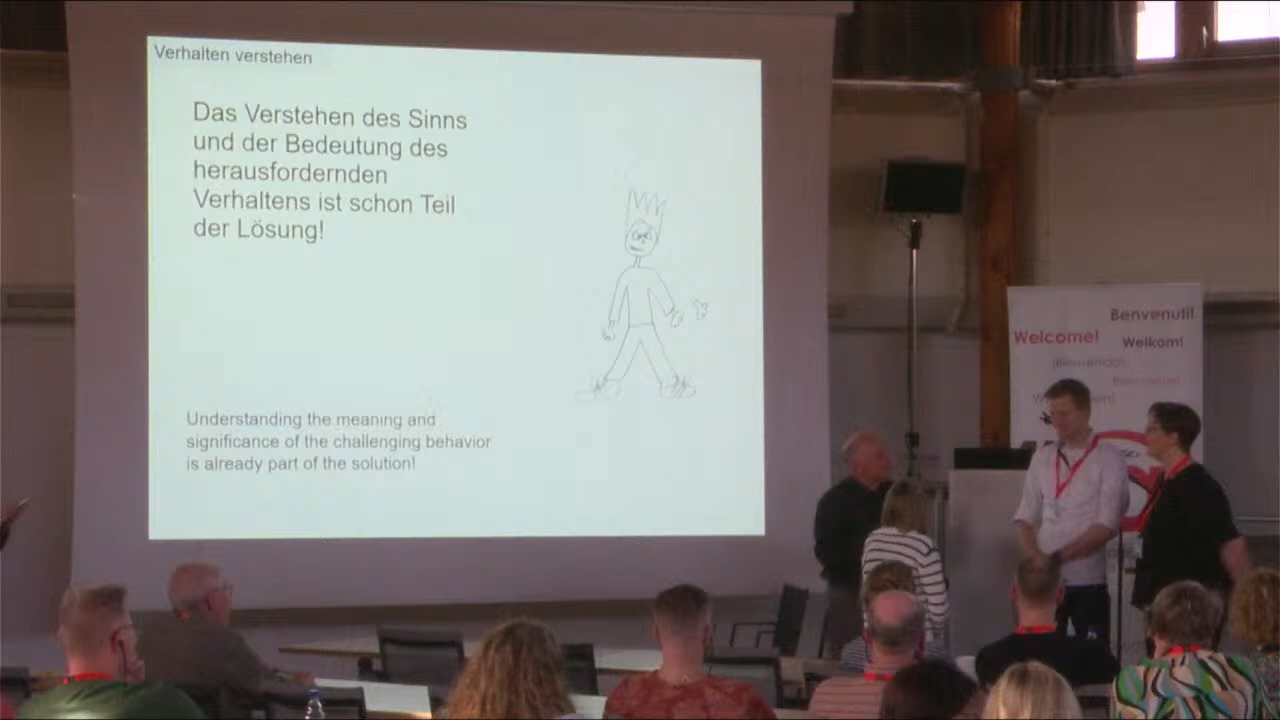 Verhalten verstehen
Das Verstehen des Sinns
und der Bedeutung des
herausfordernden
Verhaltens ist schon Teil
der Lösung!
Understanding the meaning and
significance of the challenging behavior
is already part of the solution!
Benvenuti!
Welcome!
Welkom!
¡Bienvenidos!